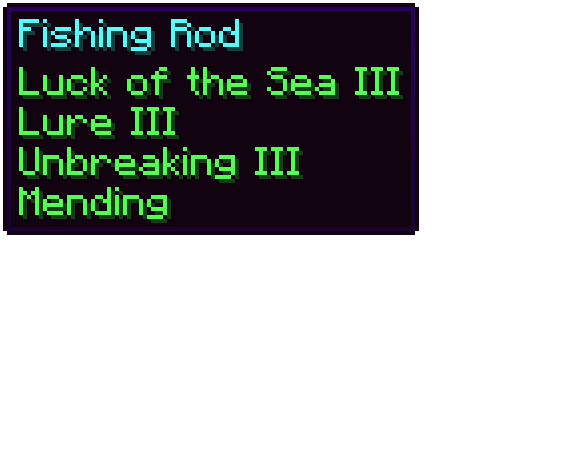 Fishing Rod
Luck of the Sea III
Lure III
Unbreaking III
Mending